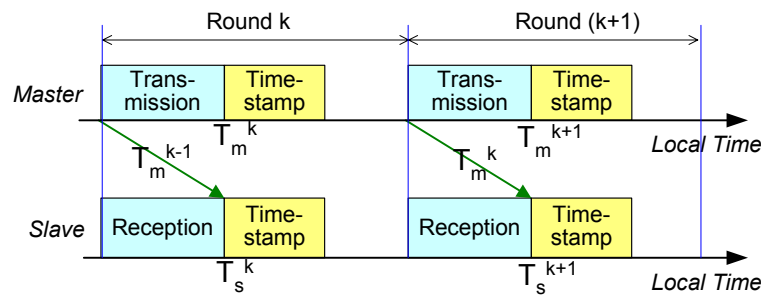 Round k
Round (k+1)
Master
Trans-
mission
Time-
stamp
Trans-
mission
Time-
stamp
T_m^k
T_m^{k+1}
Local Time
T_m^{k-1}
T_m^k
Slave
Reception
Time-
stamp
Reception
Time-
stamp
T_s^k
T_s^{k+1}
Local Time